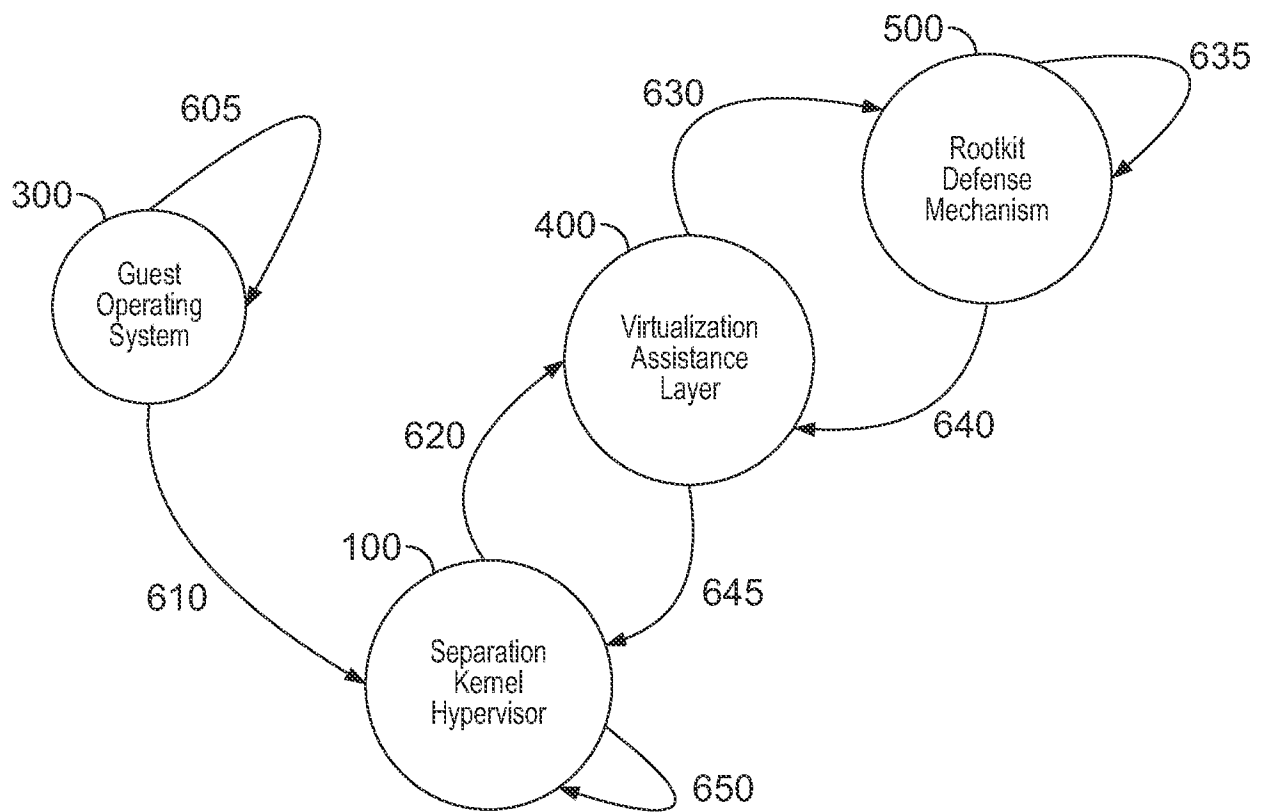 500
635
630
605
300
Rootkit
Defense
Mechanism
400
Guest
Operating
System
Virtualization
Assistance
Layer
640
620
100
645
610
Separation
Kernel
Hypervisor
650